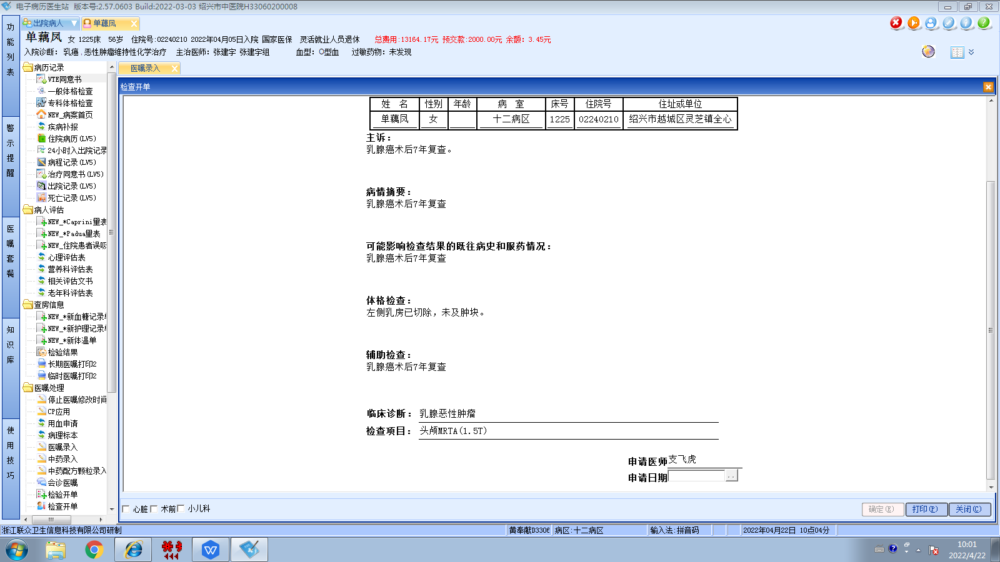 电子病历医生站 版本号:2.57.0603 Build:2022-03-03 绍兴市中医院H33060200008
出院病人 单藕凤
单藕凤 女 1225床 56岁 住院号:02240210 2022年04月05日入院 国家医保 灵活就业人员退休 总费用:13164.17元 预交款:2000.00元 余额: 3.45元
入院诊断: 乳癌,恶性肿瘤维持性化学治疗 主治医师: 张建宇 张建宇组 血型: O型血 过敏药物: 未发现
功能列表
警示提醒
医嘱套餐
知识库
使用技巧
病历记录
VTE同意书
一般体格检查
专科体格检查
NEW_病案首页
疾病补报
住院病历(LV5)
24小时入出院记录
病程记录(LV5)
治疗同意书(LV5)
出院记录(LV5)
死亡记录(LV5)
病人评估
NEW_*Caprini量表
NEW_*Padua量表
NEW_住院患者误吸
心理评估表
营养科评估表
相关评估文书
老年科评估表
查房信息
NEW_*新血糖记录单
NEW_*新护理记录单
NEW_*新体温单
检验结果
长期医嘱打印2
临时医嘱打印2
医嘱处理
停止医嘱修改时间
CP应用
用血申请
病理标本
医嘱录入
中药录入
中药配方颗粒录入
会诊医嘱
检验开单
检查开单
医嘱录入
检查开单
姓 名 性别 年龄 病 室 床号 住院号 住址或单位
单藕凤 女 十二病区 1225 02240210 绍兴市越城区灵芝镇全心
主诉:
乳腺癌术后7年复查。
病情摘要:
乳腺癌术后7年复查
可能影响检查结果的既往病史和服药情况:
乳腺癌术后7年复查
体格检查:
左侧乳房已切除，未及肿块。
辅助检查:
乳腺癌术后7年复查
临床诊断: 乳腺恶性肿瘤
检查项目: 头颅MRTA(1.5T)
申请医师 支飞虎
申请日期 ..
心脏 术前 小儿科
确定(E) 打印(P) 关闭(C)
浙江联众卫生信息科技有限公司研制 黄奉献D3306 病区:十二病区 输入法:拼音码 2022年04月22日 10点04分
10:01
2022/4/22